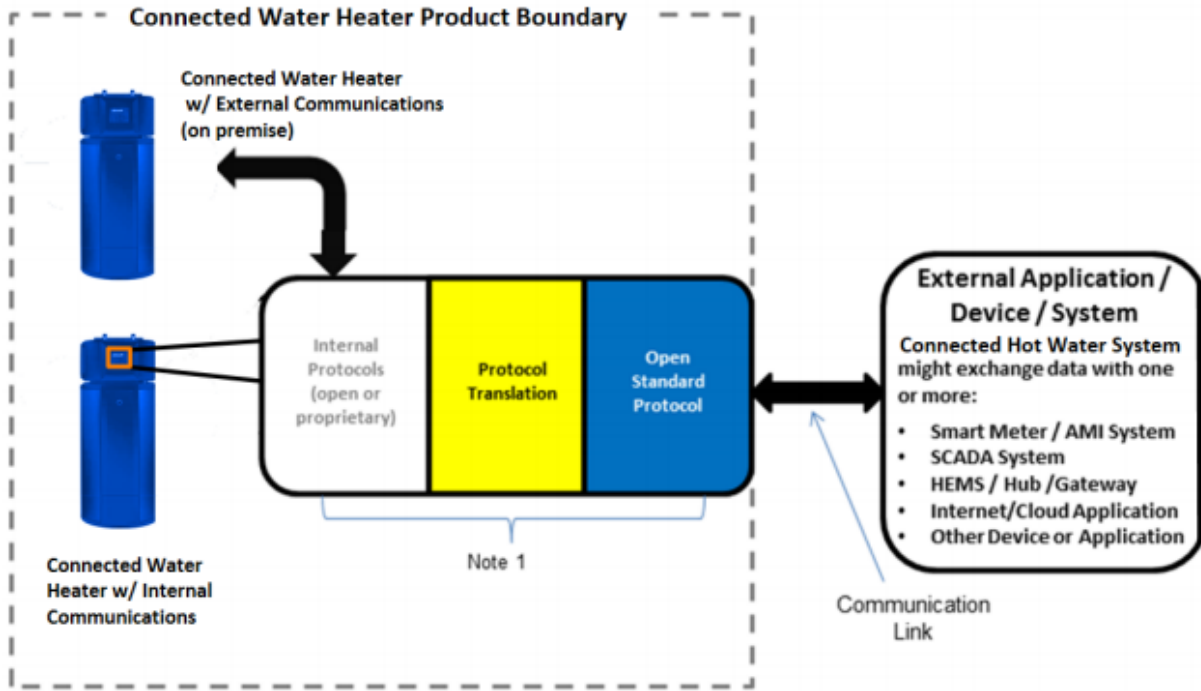 Connected Water Heater Product Boundary
Connected Water Heater
w/ External Communications
(on premise)
Internal
Protocols
(open or
proprietary)
Protocol
Translation
Open
Standard
Protocol
External Application /
Device / System
Connected Hot Water System
might exchange data with one
or more:
• Smart Meter / AMI System
• SCADA System
• HEMS / Hub /Gateway
• Internet/Cloud Application
• Other Device or Application
Note 1
Connected Water
Heater w/ Internal
Communications
Communication
Link